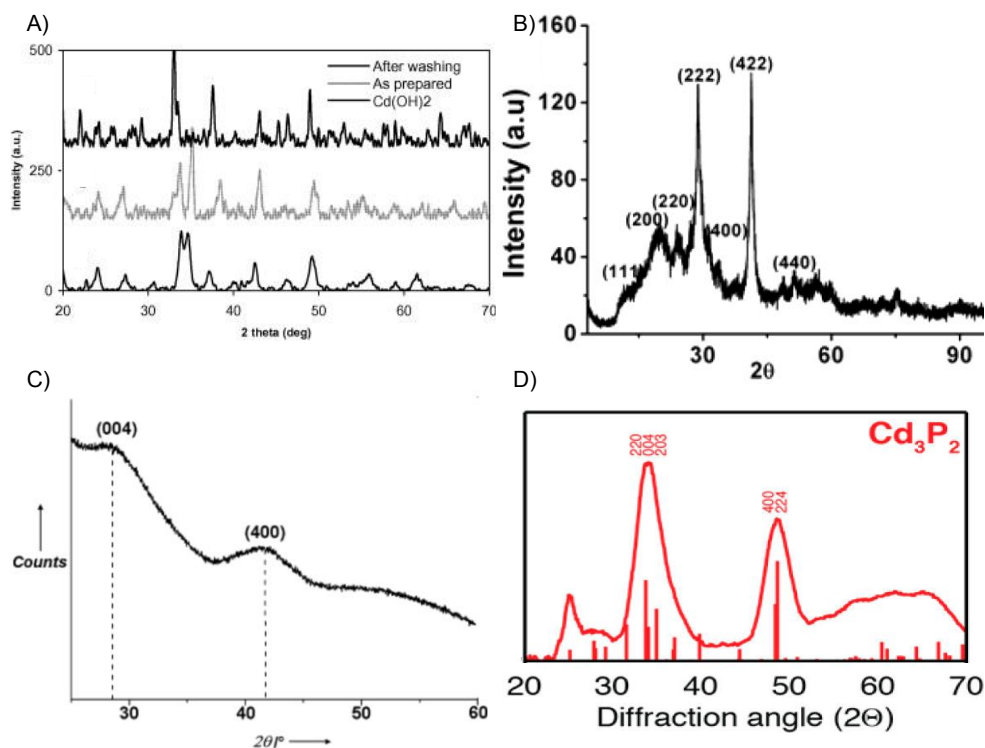 A)
500
250
0
Intensity (a.u.)
After washing
As prepared
Cd(OH)2
20 30 40 50 60 70
2 theta (deg)
B)
160
120
80
40
0
Intensity (a.u)
(111)
(200)
(220)
(222)
(400)
(422)
(440)
30 60 90
2θ
C)
(004)
(400)
Counts
30 40 50 60
2θ/°
D)
Cd₃P₂
220
004
203
400
224
20 30 40 50 60 70
Diffraction angle (2Θ)